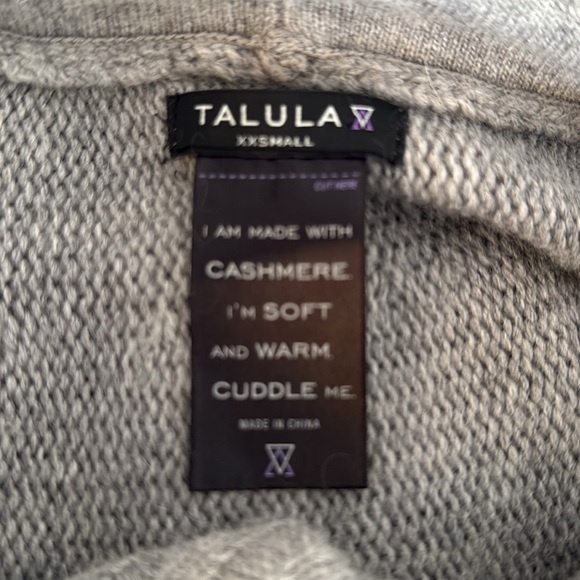 TALULA
XXSMALL
CUT HERE
I AM MADE WITH
CASHMERE.
I'M SOFT
AND WARM.
CUDDLE ME.
MADE IN CHINA